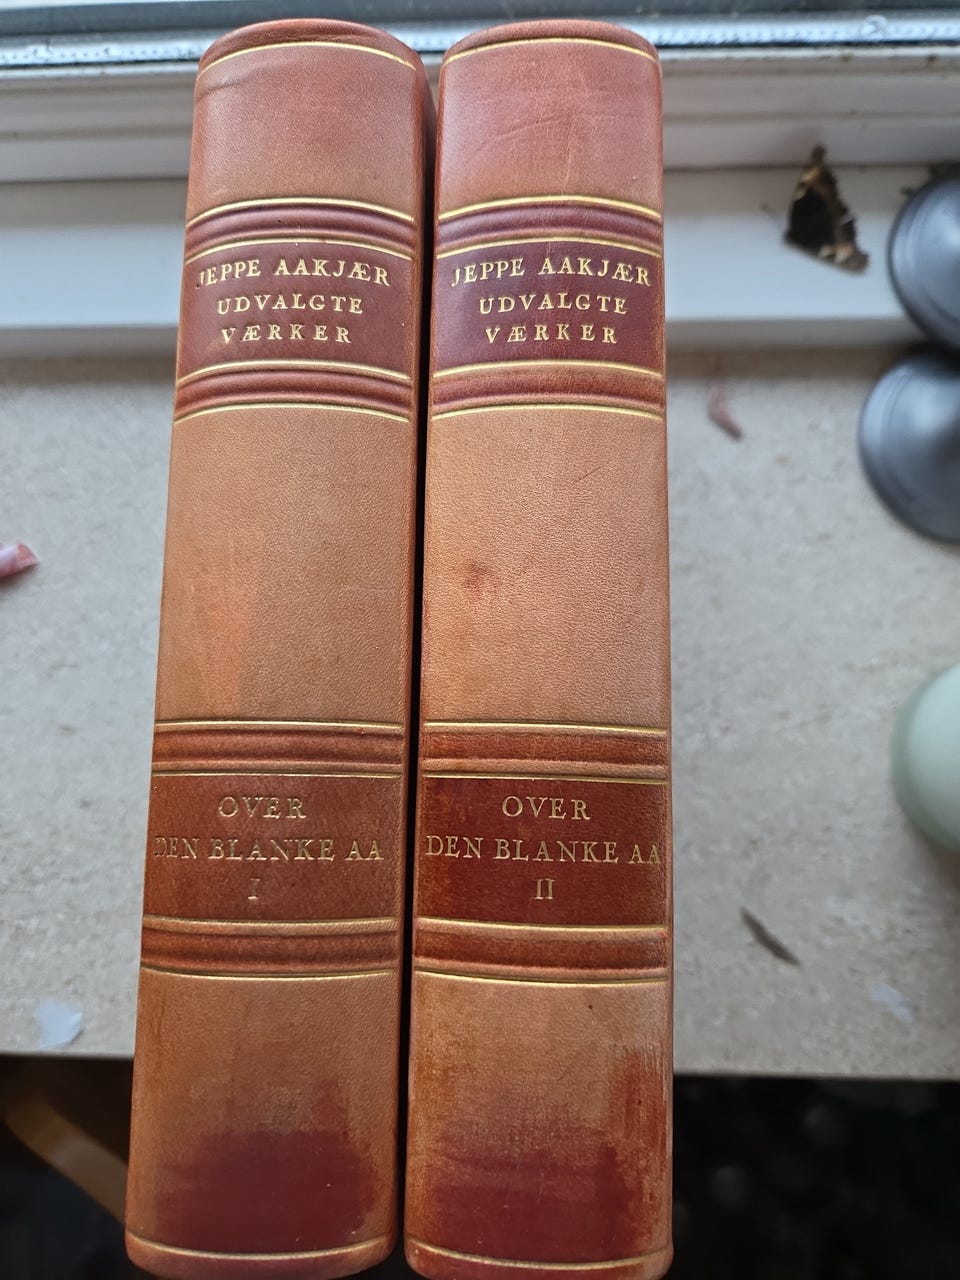 JEPPE AAKJÆR
UDVALGTE
VÆRKER
OVER
DEN BLANKE AA
I
JEPPE AAKJÆR
UDVALGTE
VÆRKER
OVER
DEN BLANKE AA
II